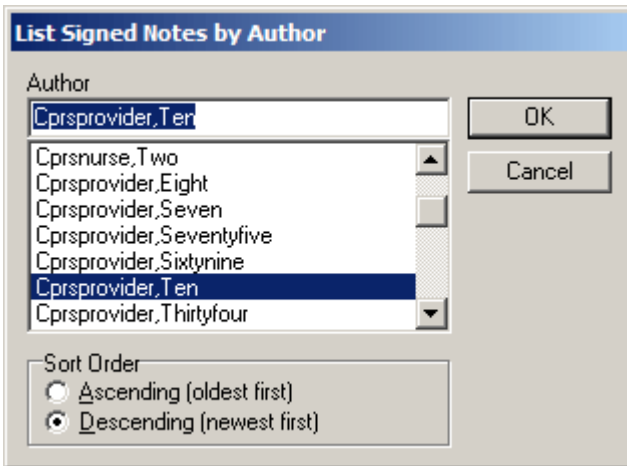 List Signed Notes by Author
Author
Cprsprovider,Ten
OK
Cprsnurse,Two
Cprsprovider,Eight
Cancel
Cprsprovider,Seven
Cprsprovider,Seventyfive
Cprsprovider,Sixtynine
Cprsprovider,Ten
Cprsprovider,Thirtyfour
Sort Order
Ascending (oldest first)
Descending (newest first)